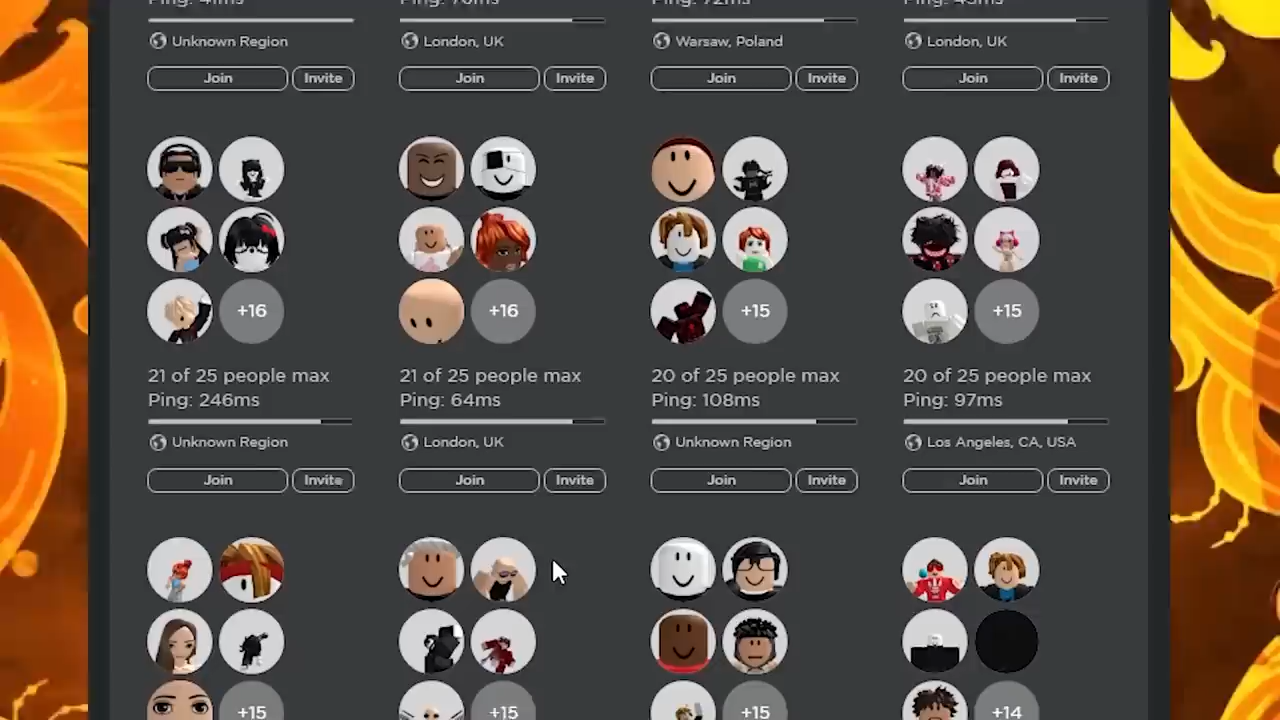 Unknown Region London, UK Warsaw, Poland London, UK
Join Invite Join Invite Join Invite Join Invite
+16 +16 +15 +15
21 of 25 people max 21 of 25 people max 20 of 25 people max 20 of 25 people max
Ping: 246ms Ping: 64ms Ping: 108ms Ping: 97ms
Unknown Region London, UK Unknown Region Los Angeles, CA, USA
Join Invite Join Invite Join Invite Join Invite
+15 +15 +15 +14